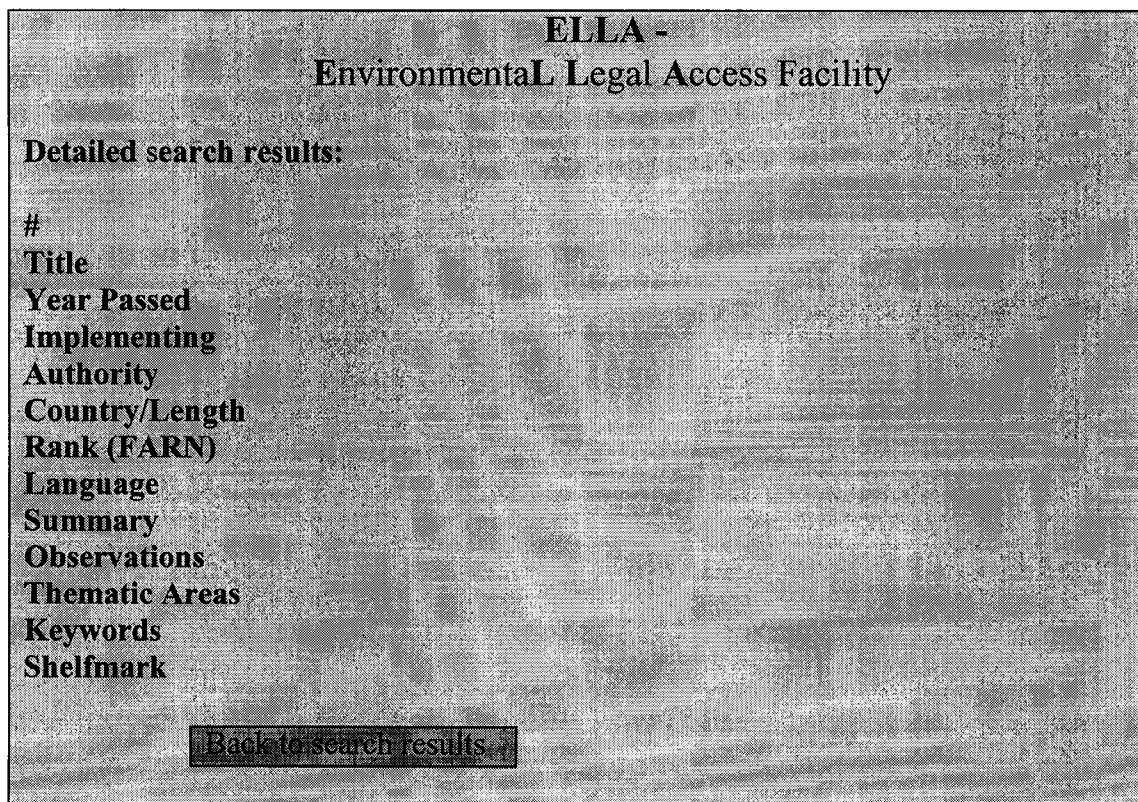 ELLA -
EnvironmentaL Legal Access Facility
Detailed search results:
#
Title
Year Passed
Implementing
Authority
Country/Length
Rank (FARN)
Language
Summary
Observations
Thematic Areas
Keywords
Shelfmark
Back to search results